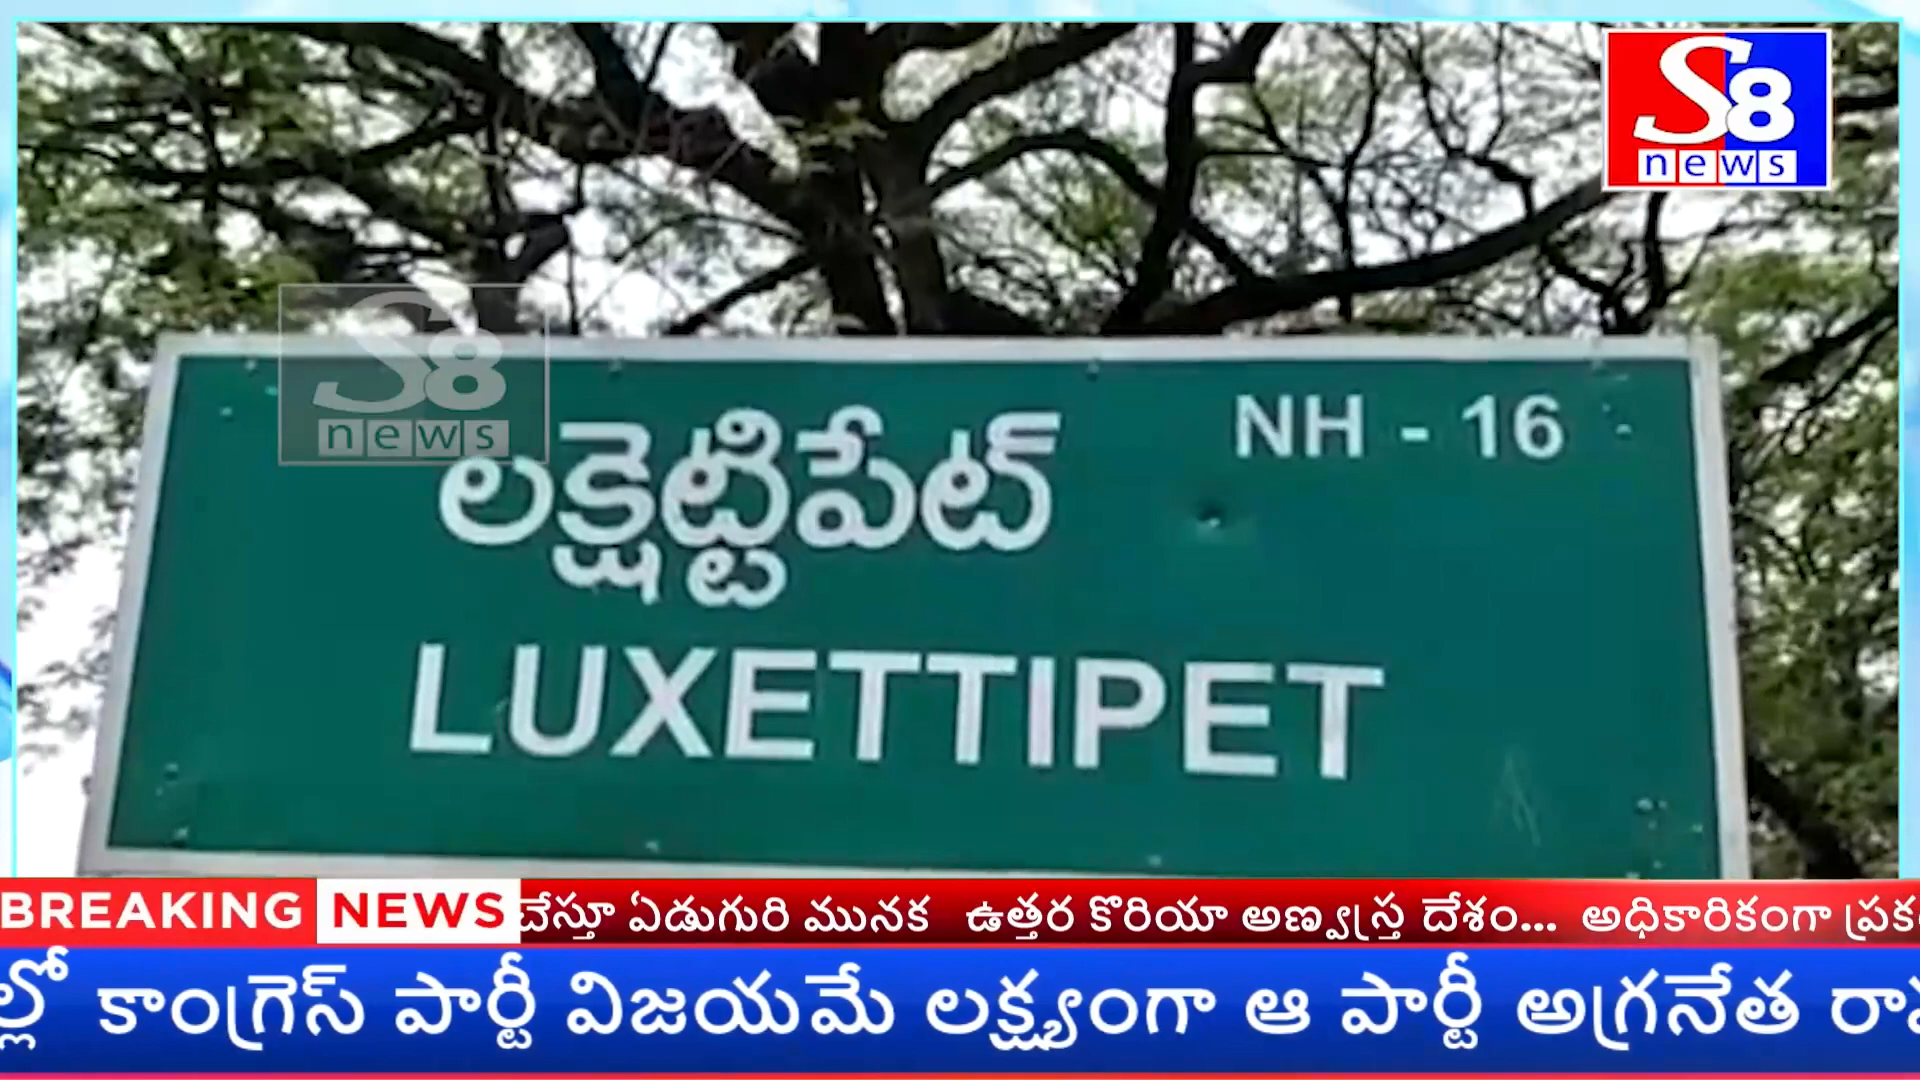 S8
news
S8
news
NH - 16
లక్షెట్టిపేట్
LUXETTIPET
BREAKING NEWS చేస్తూ ఏడుగురి మునక ఉత్తర కొరియా అణ్వస్త్ర దేశం... అధికారికంగా
కాంగ్రెస్ పార్టీ విజయమే లక్ష్యంగా ఆ పార్టీ అగ్రనేత